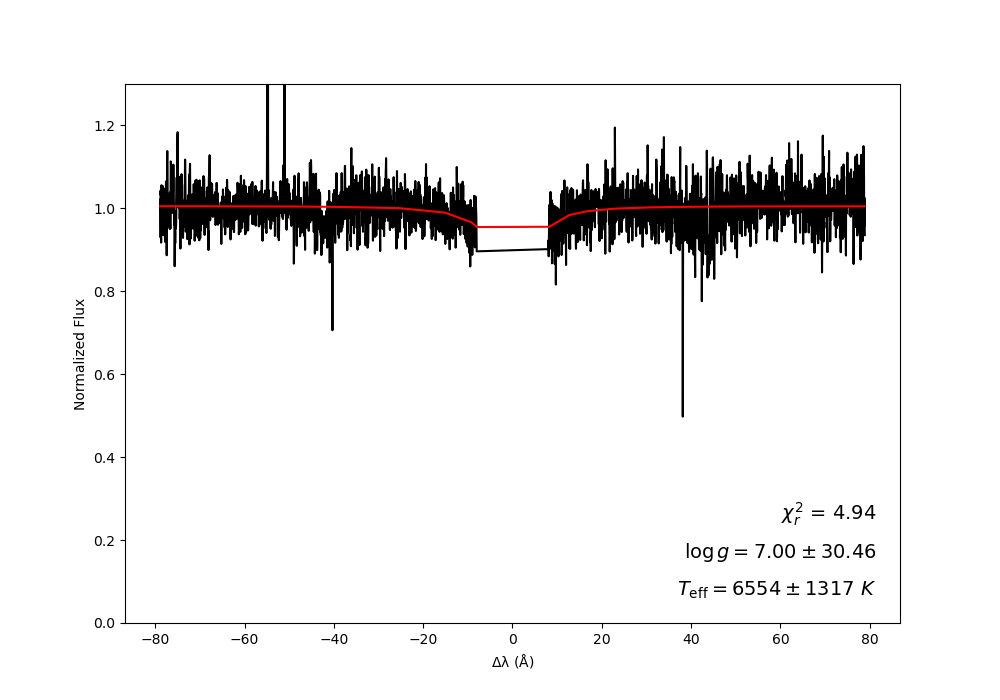 1.2
1.0
0.8
0.6
0.4
0.2
0.0
Normalized Flux
χ²ᵣ = 4.94
log g = 7.00 ± 30.46
T_eff = 6554 ± 1317 K
−80 −60 −40 −20 0 20 40 60 80
Δλ (Å)